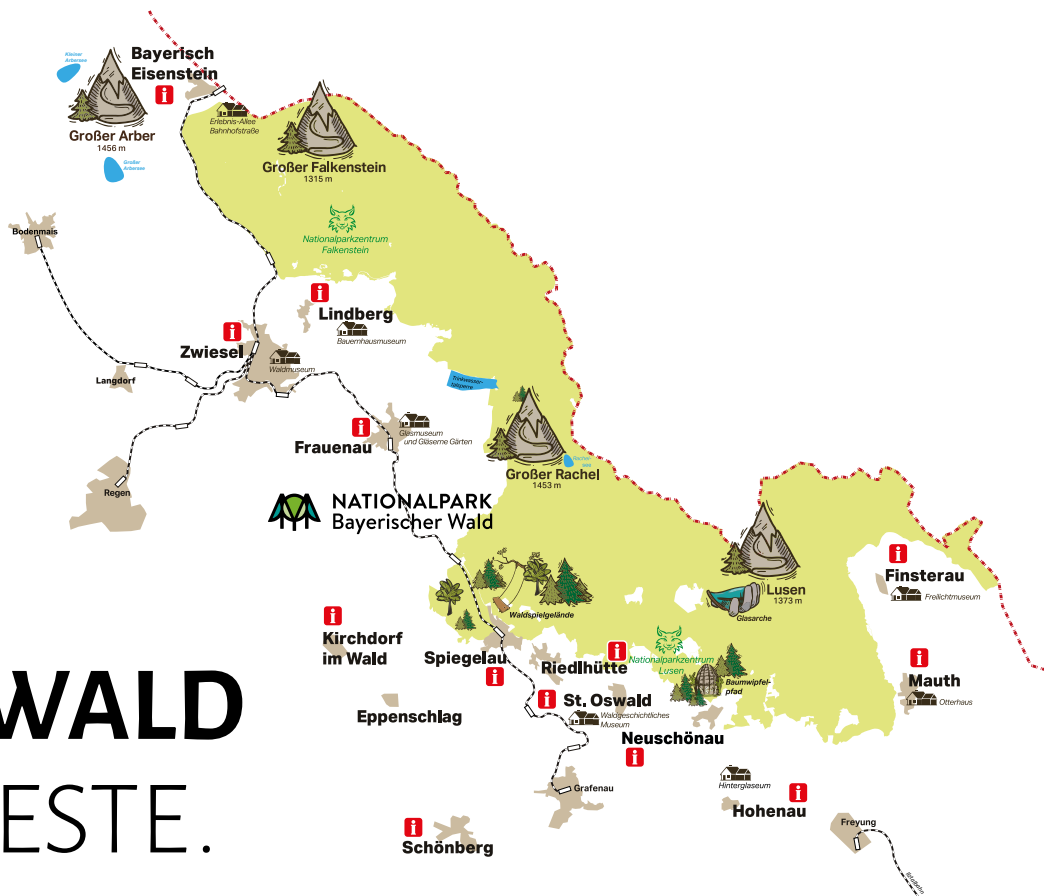 Kleiner
Arbersee
Bayerisch
Eisenstein
i
Großer Arber
1456 m
Erlebnis-Allee
Bahnhofstraße
Großer
Arbersee
Großer Falkenstein
1315 m
Bodenmais
Nationalparkzentrum
Falkenstein
i
Lindberg
i
Zwiesel
Bauernhausmuseum
Waldmuseum
Langdorf
Trinkwasser-
talsperre
i
Frauenau
Glasmuseum
und Gläserne Gärten
Rachel-
see
Großer Rachel
1453 m
Regen
NATIONALPARK
Bayerischer Wald
i
Finsterau
Freilichtmuseum
Lusen
1373 m
Glasarche
Waldspielgelände
i
Kirchdorf
im Wald
Spiegelau
i
Riedlhütte
i
Nationalparkzentrum
Lusen
Baumwipfel-
pfad
i
Mauth
Otterhaus
i
St. Oswald
Waldgeschichtliches
Museum
Eppenschlag
Neuschönau
i
WALD
ESTE.
Grafenau
Hinterglaseum
i
Hohenau
Freyung
i
Schönberg
Ilztalbahn